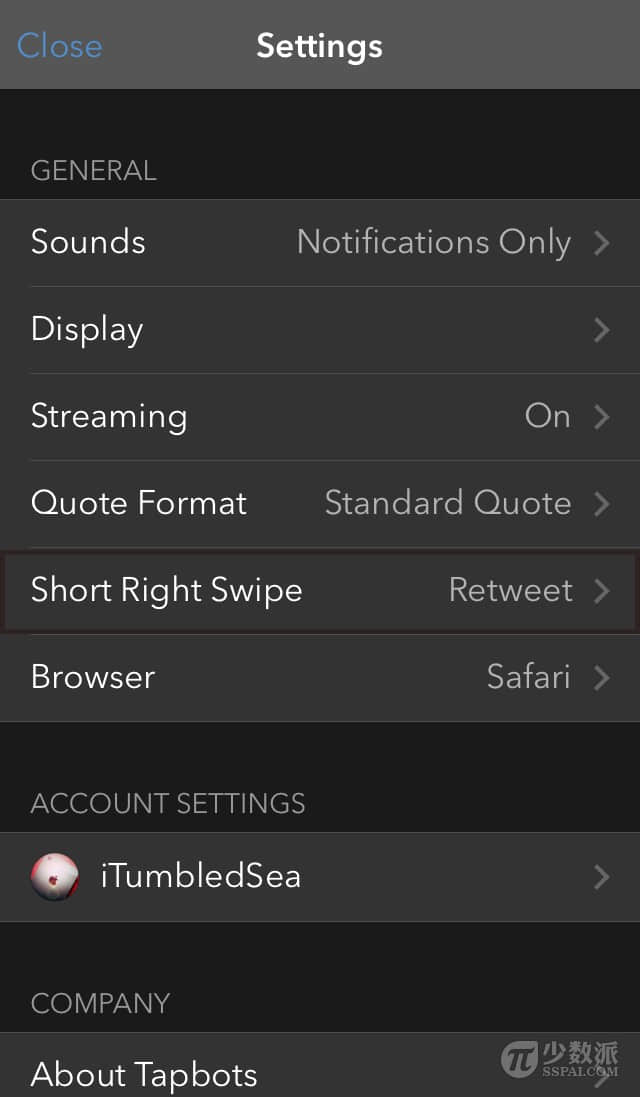 Close Settings
GENERAL
Sounds Notifications Only
Display
Streaming On
Quote Format Standard Quote
Short Right Swipe Retweet
Browser Safari
ACCOUNT SETTINGS
iTumbledSea
COMPANY
About Tapbots
π 少数派
SSPAI.COM